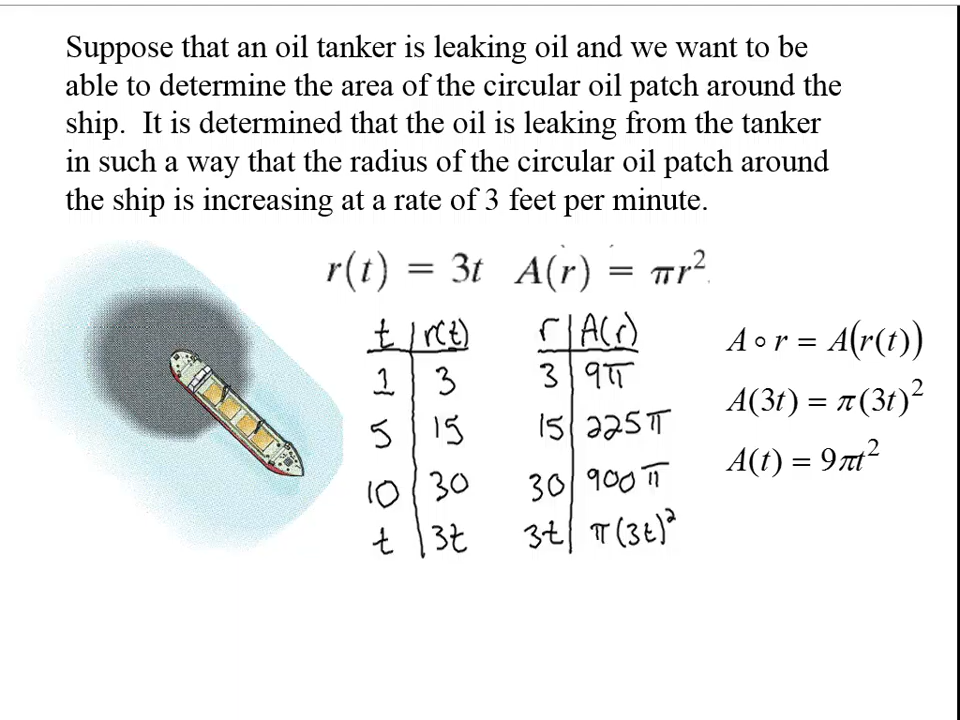 Suppose that an oil tanker is leaking oil and we want to be
able to determine the area of the circular oil patch around the
ship.  It is determined that the oil is leaking from the tanker
in such a way that the radius of the circular oil patch around
the ship is increasing at a rate of 3 feet per minute.
r(t) = 3t   A(r) = πr².
t | r(t)   r | A(r)
1 | 3   3 | 9π
5 | 15   15 | 225π
10 | 30   30 | 900π
t | 3t   3t | π(3t)²
A ∘ r = A(r(t))
A(3t) = π(3t)²
A(t) = 9πt²